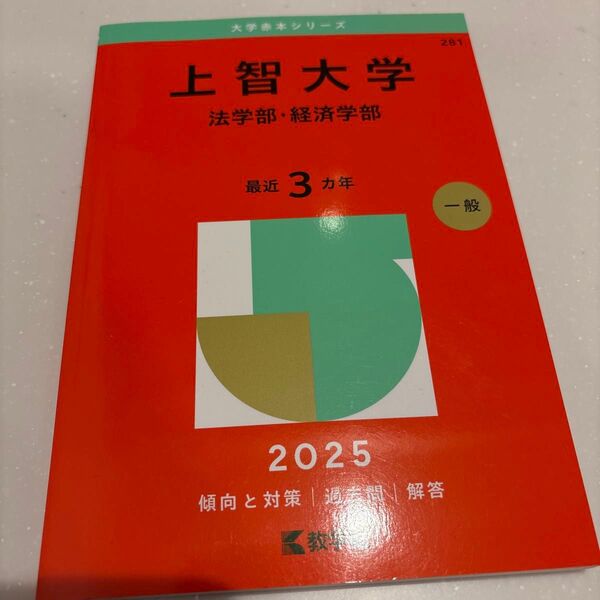 大学赤本シリーズ
281
上智大学
法学部・経済学部
最近3カ年
一般
2025
傾向と対策｜過去問｜解答
教学